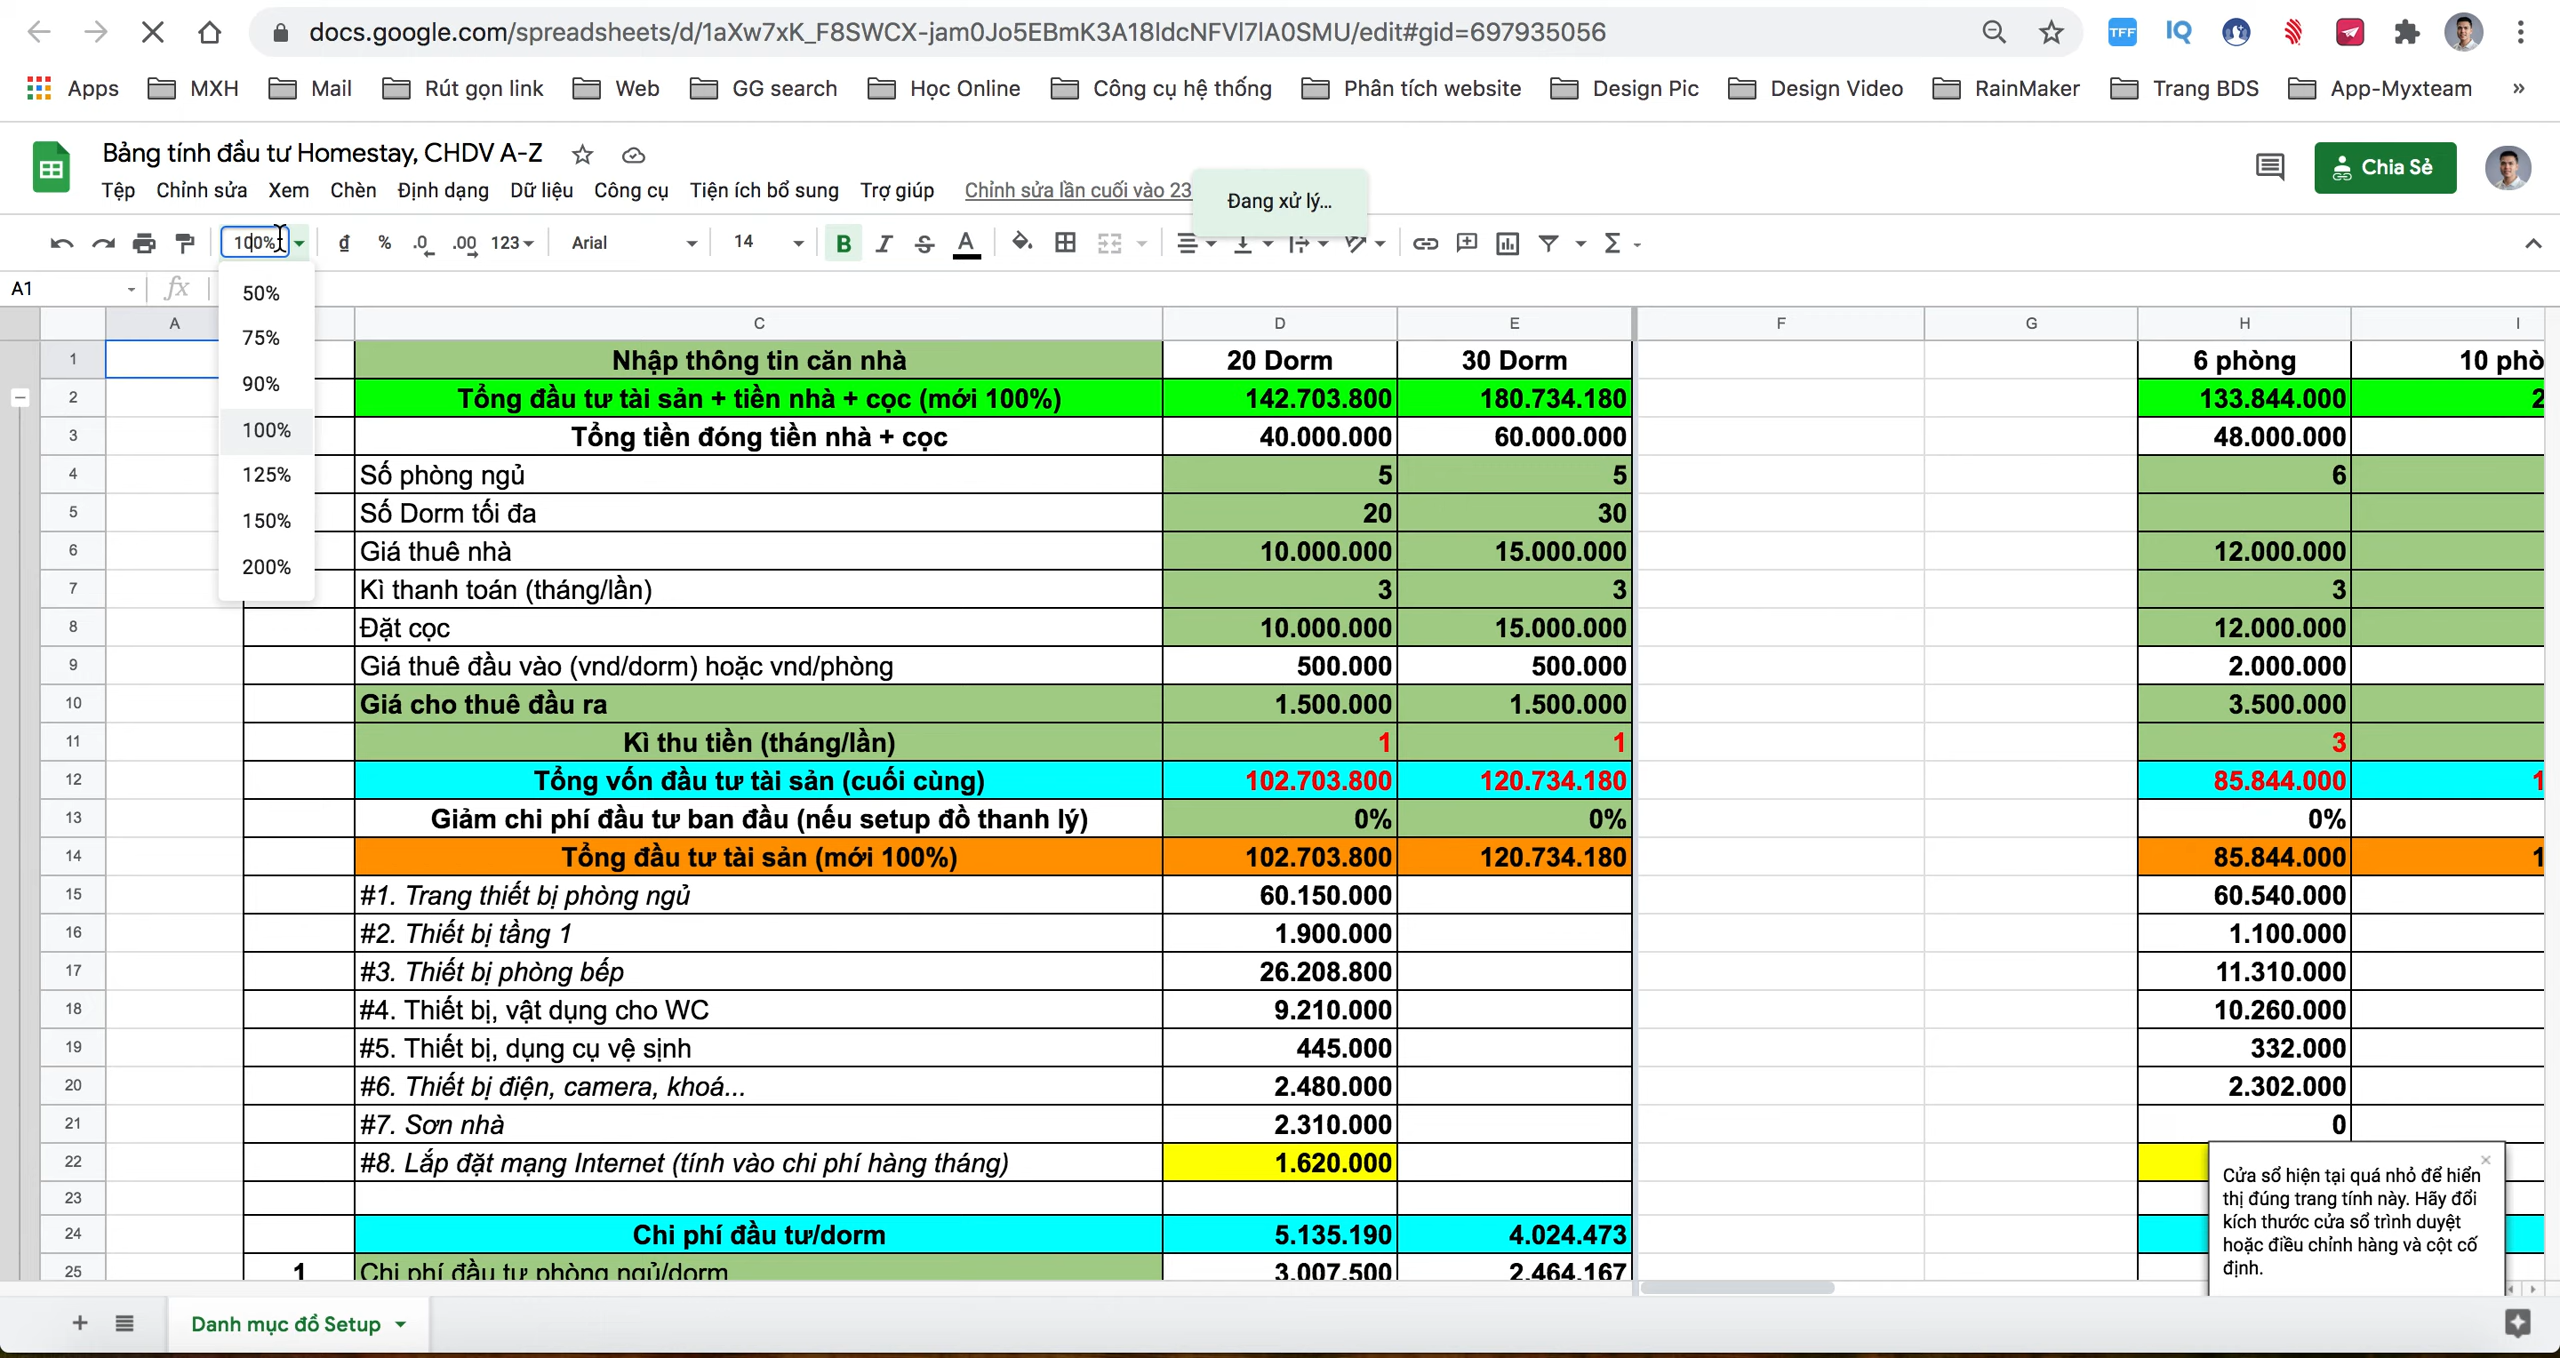 docs.google.com/spreadsheets/d/1aXw7xK_F8SWCX-jam0Jo5EBmK3A18ldcNFVl7lA0SMU/edit#gid=697935056
TFF IQ
Apps MXH Mail Rút gọn link Web GG search Học Online Công cụ hệ thống Phân tích website Design Pic Design Video RainMaker Trang BDS App-Myxteam »
Bảng tính đầu tư Homestay, CHDV A-Z
Chia Sẻ
Tệp Chỉnh sửa Xem Chèn Định dạng Dữ liệu Công cụ Tiện ích bổ sung Trợ giúp Chỉnh sửa lần cuối vào 23
Đang xử lý...
100% đ % .0 .00 123 Arial 14 B I S A Σ
A1 fx
50%
75%
90%
100%
125%
150%
200%
A C D E F G H I
1 Nhập thông tin căn nhà 20 Dorm 30 Dorm 6 phòng 10 phò
2 Tổng đầu tư tài sản + tiền nhà + cọc (mới 100%) 142.703.800 180.734.180 133.844.000 2
3 Tổng tiền đóng tiền nhà + cọc 40.000.000 60.000.000 48.000.000
4 Số phòng ngủ 5 5 6
5 Số Dorm tối đa 20 30
6 Giá thuê nhà 10.000.000 15.000.000 12.000.000
7 Kì thanh toán (tháng/lần) 3 3 3
8 Đặt cọc 10.000.000 15.000.000 12.000.000
9 Giá thuê đầu vào (vnd/dorm) hoặc vnd/phòng 500.000 500.000 2.000.000
10 Giá cho thuê đầu ra 1.500.000 1.500.000 3.500.000
11 Kì thu tiền (tháng/lần) 1 1 3
12 Tổng vốn đầu tư tài sản (cuối cùng) 102.703.800 120.734.180 85.844.000 1
13 Giảm chi phí đầu tư ban đầu (nếu setup đồ thanh lý) 0% 0% 0%
14 Tổng đầu tư tài sản (mới 100%) 102.703.800 120.734.180 85.844.000 1
15 #1. Trang thiết bị phòng ngủ 60.150.000 60.540.000
16 #2. Thiết bị tầng 1 1.900.000 1.100.000
17 #3. Thiết bị phòng bếp 26.208.800 11.310.000
18 #4. Thiết bị, vật dụng cho WC 9.210.000 10.260.000
19 #5. Thiết bị, dụng cụ vệ sịnh 445.000 332.000
20 #6. Thiết bị điện, camera, khoá... 2.480.000 2.302.000
21 #7. Sơn nhà 2.310.000 0
22 #8. Lắp đặt mạng Internet (tính vào chi phí hàng tháng) 1.620.000
23
24 Chi phí đầu tư/dorm 5.135.190 4.024.473
25 1 Chi phí đầu tư phòng ngủ/dorm 3.007.500 2.464.167
Cửa sổ hiện tại quá nhỏ để hiển
thị đúng trang tính này. Hãy đổi
kích thước cửa sổ trình duyệt
hoặc điều chỉnh hàng và cột cố
định.
Danh mục đồ Setup